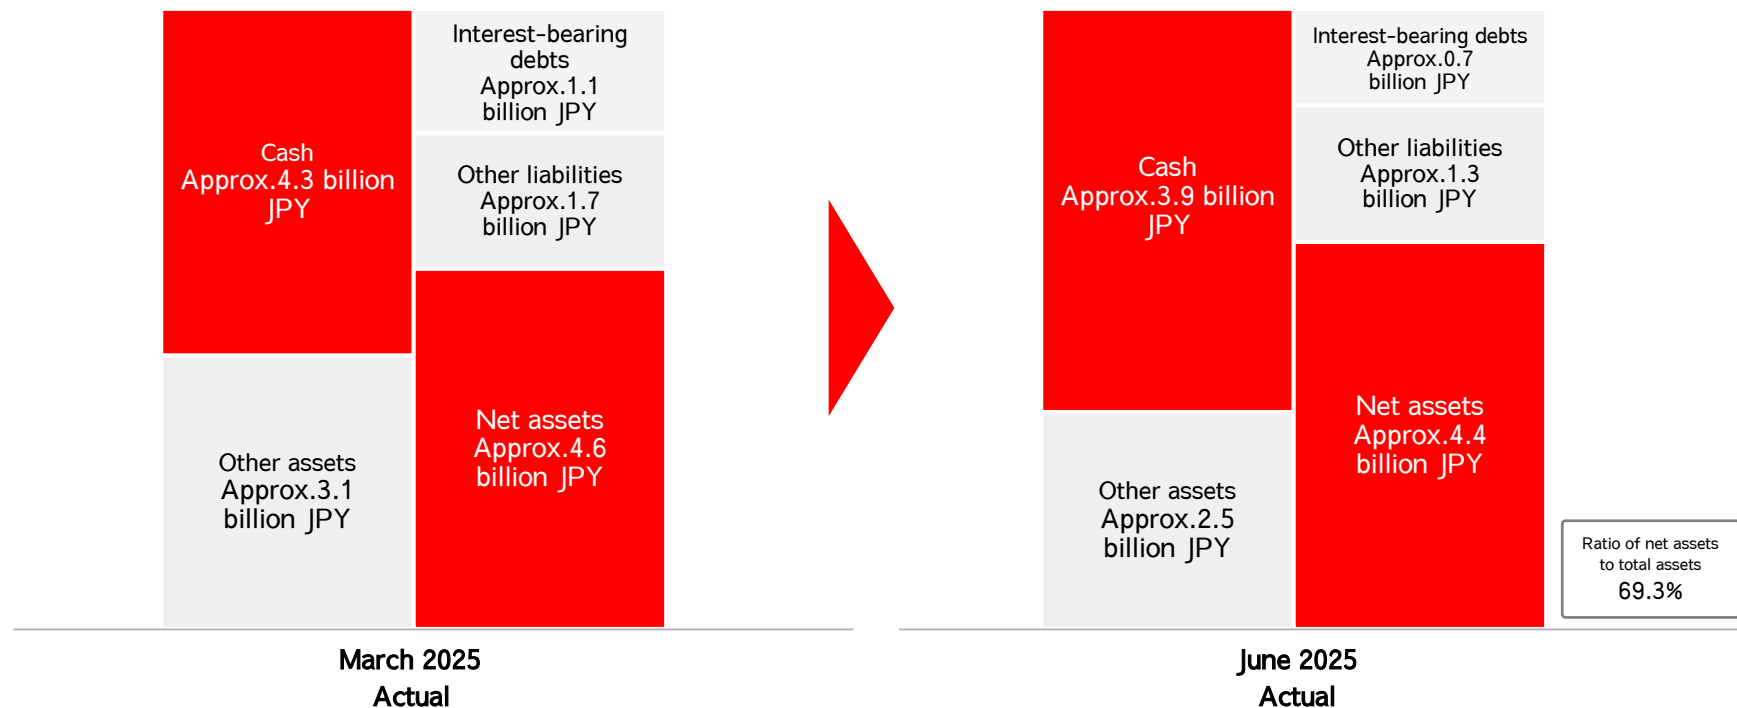 Cash
Approx.4.3 billion
JPY
Other assets
Approx.3.1
billion JPY
Interest-bearing
debts
Approx.1.1
billion JPY
Other liabilities
Approx.1.7
billion JPY
Net assets
Approx.4.6
billion JPY
March 2025
Actual
Cash
Approx.3.9 billion
JPY
Other assets
Approx.2.5
billion JPY
Interest-bearing debts
Approx.0.7
billion JPY
Other liabilities
Approx.1.3
billion JPY
Net assets
Approx.4.4
billion JPY
Ratio of net assets
to total assets
69.3%
June 2025
Actual